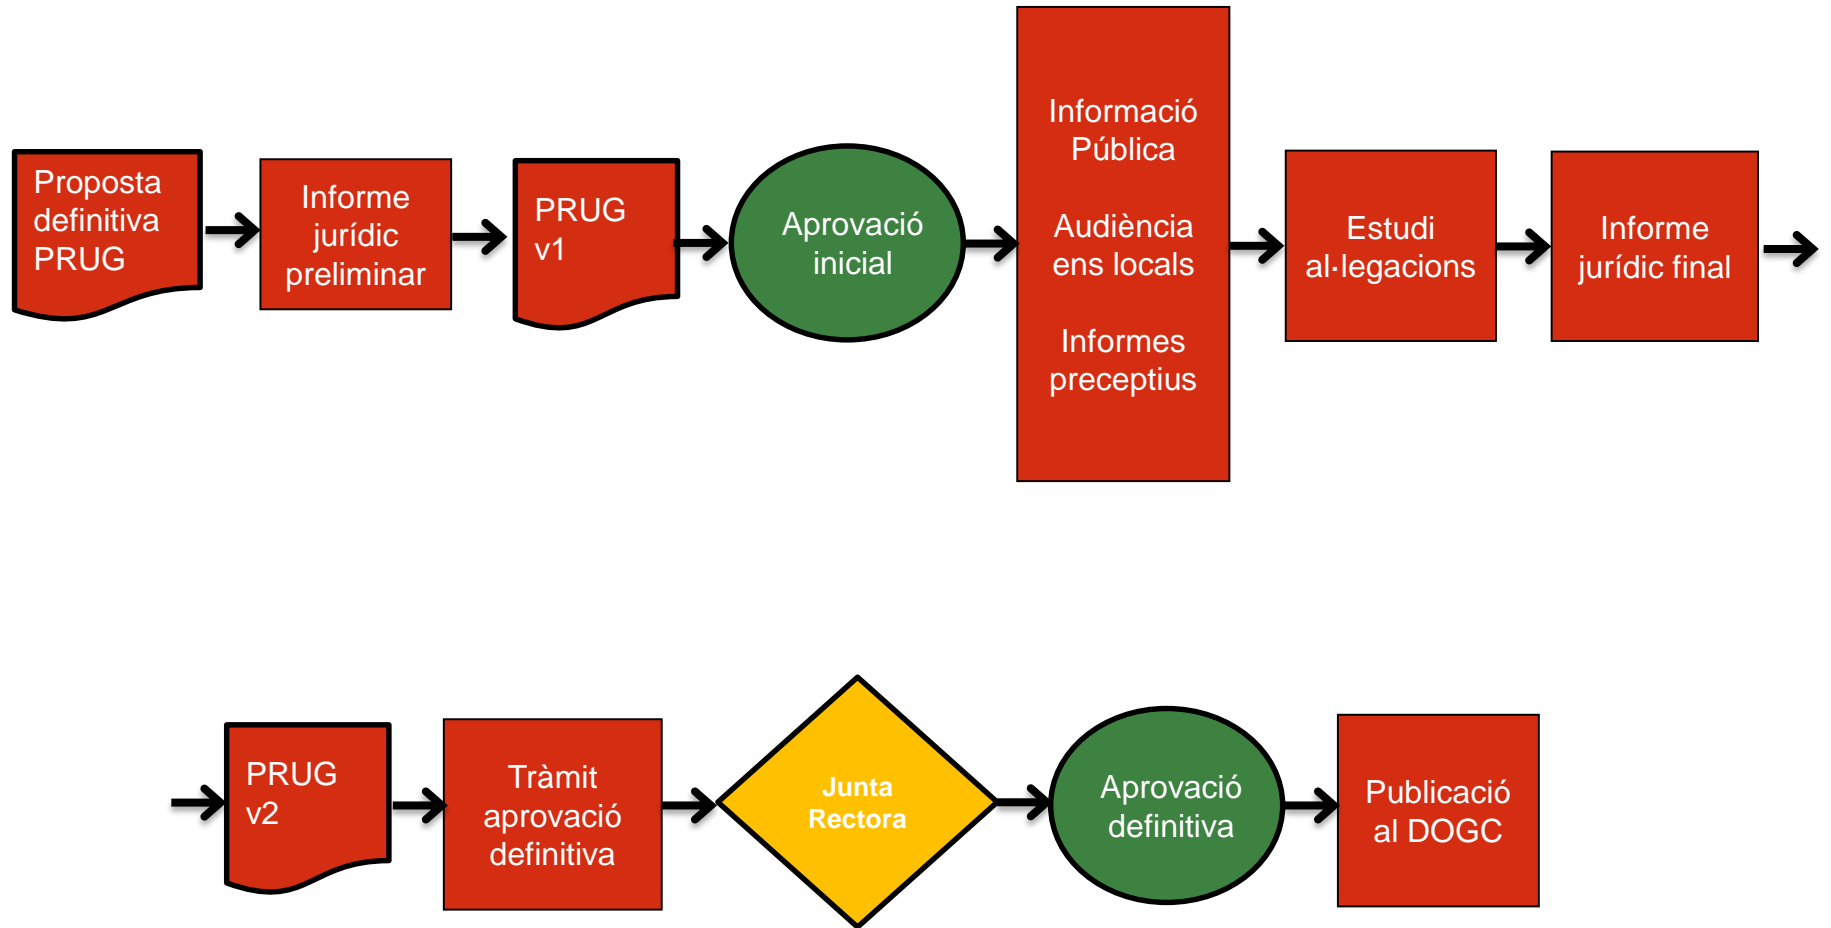 Proposta
definitiva
PRUG
Informe
jurídic
preliminar
PRUG
v1
Aprovació
inicial
Informació
Pública
Audiència
ens locals
Informes
preceptius
Estudi
al·legacions
Informe
jurídic final
PRUG
v2
Tràmit
aprovació
definitiva
Junta
Rectora
Aprovació
definitiva
Publicació
al DOGC